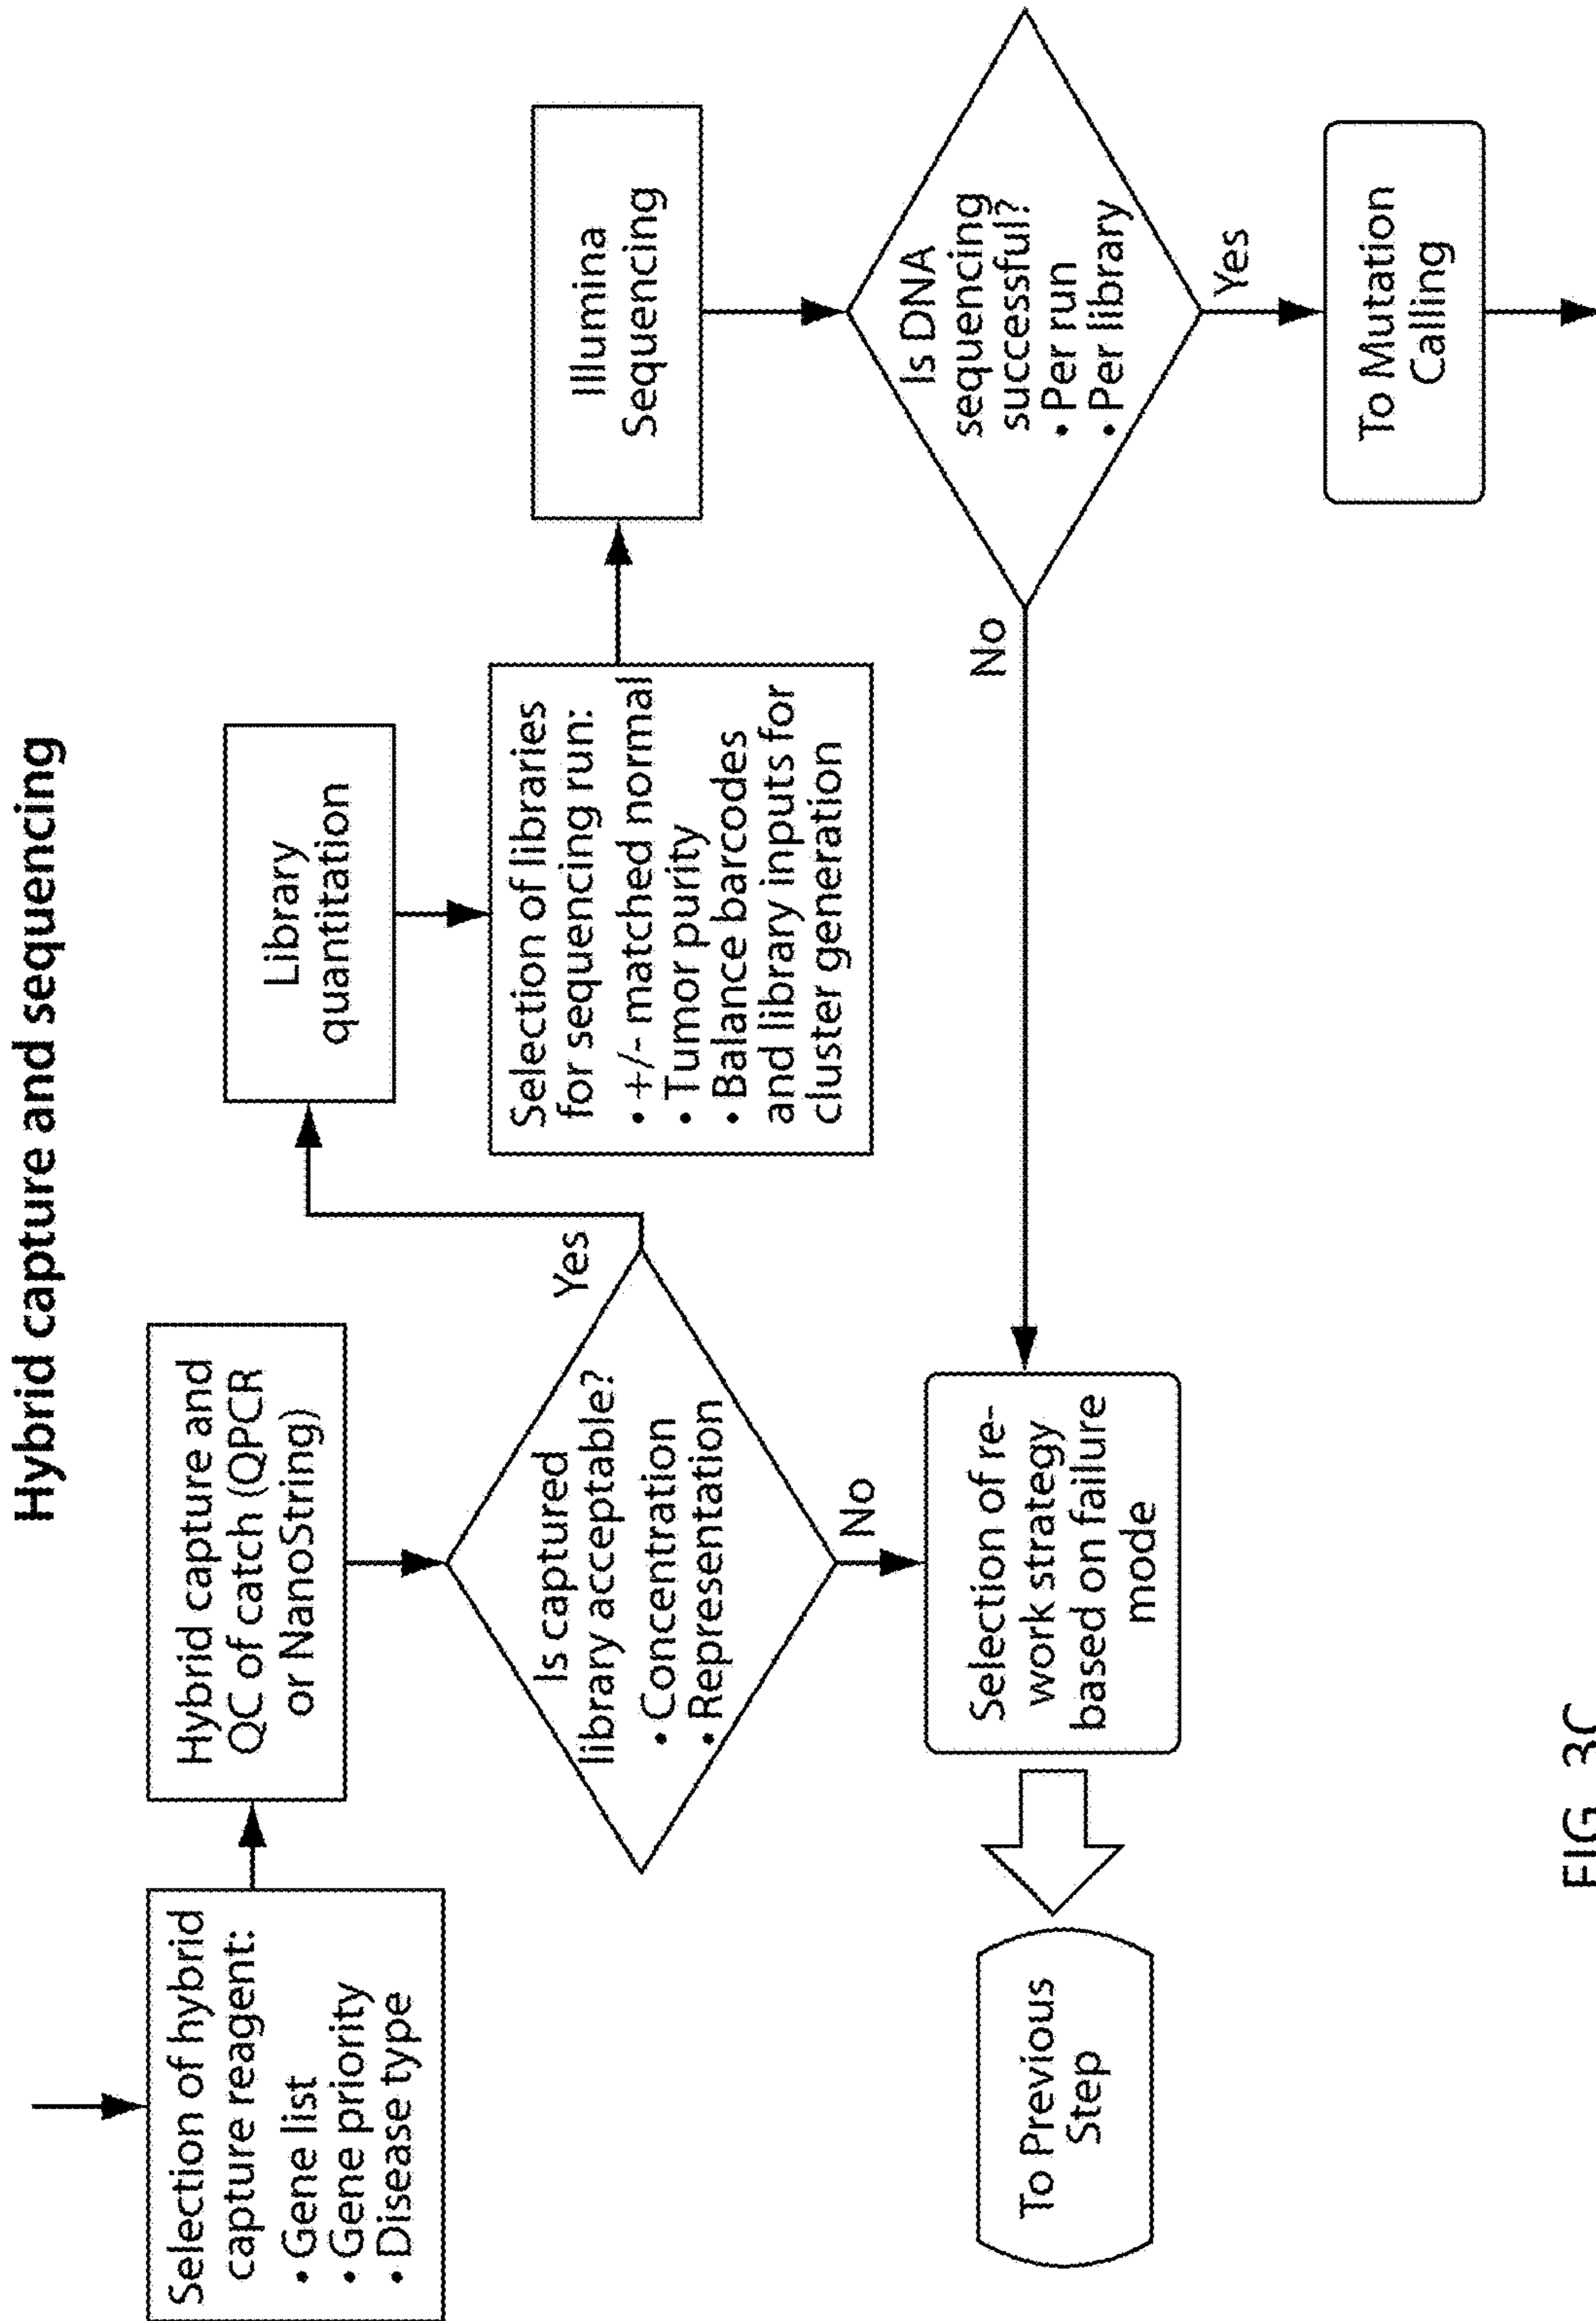 Hybrid capture and sequencing
Selection of hybrid
capture reagent:
• Gene list
• Gene priority
• Disease type
Hybrid capture and
QC of catch (QPCR
or NanoString)
Is captured
library acceptable?
• Concentration
• Representation
Yes
No
Library
quantitation
Selection of libraries
for sequencing run:
• +/- matched normal
• Tumor purity
• Balance barcodes
and library inputs for
cluster generation
Illumina
Sequencing
Is DNA
sequencing
successful?
• Per run
• Per library
No
Yes
To Mutation
Calling
Selection of re-
work strategy
based on failure
mode
To Previous
Step
FIG. 3C